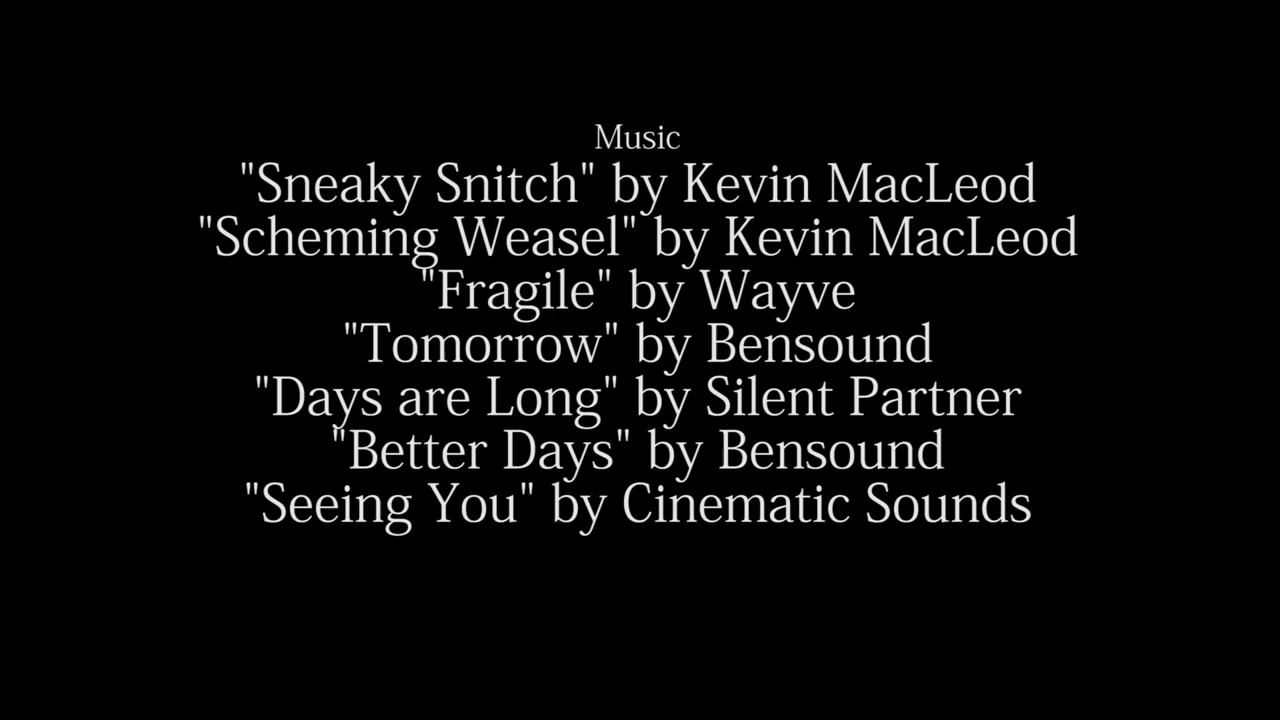 Music
"Sneaky Snitch" by Kevin MacLeod
"Scheming Weasel" by Kevin MacLeod
"Fragile" by Wayve
"Tomorrow" by Bensound
"Days are Long" by Silent Partner
"Better Days" by Bensound
"Seeing You" by Cinematic Sounds